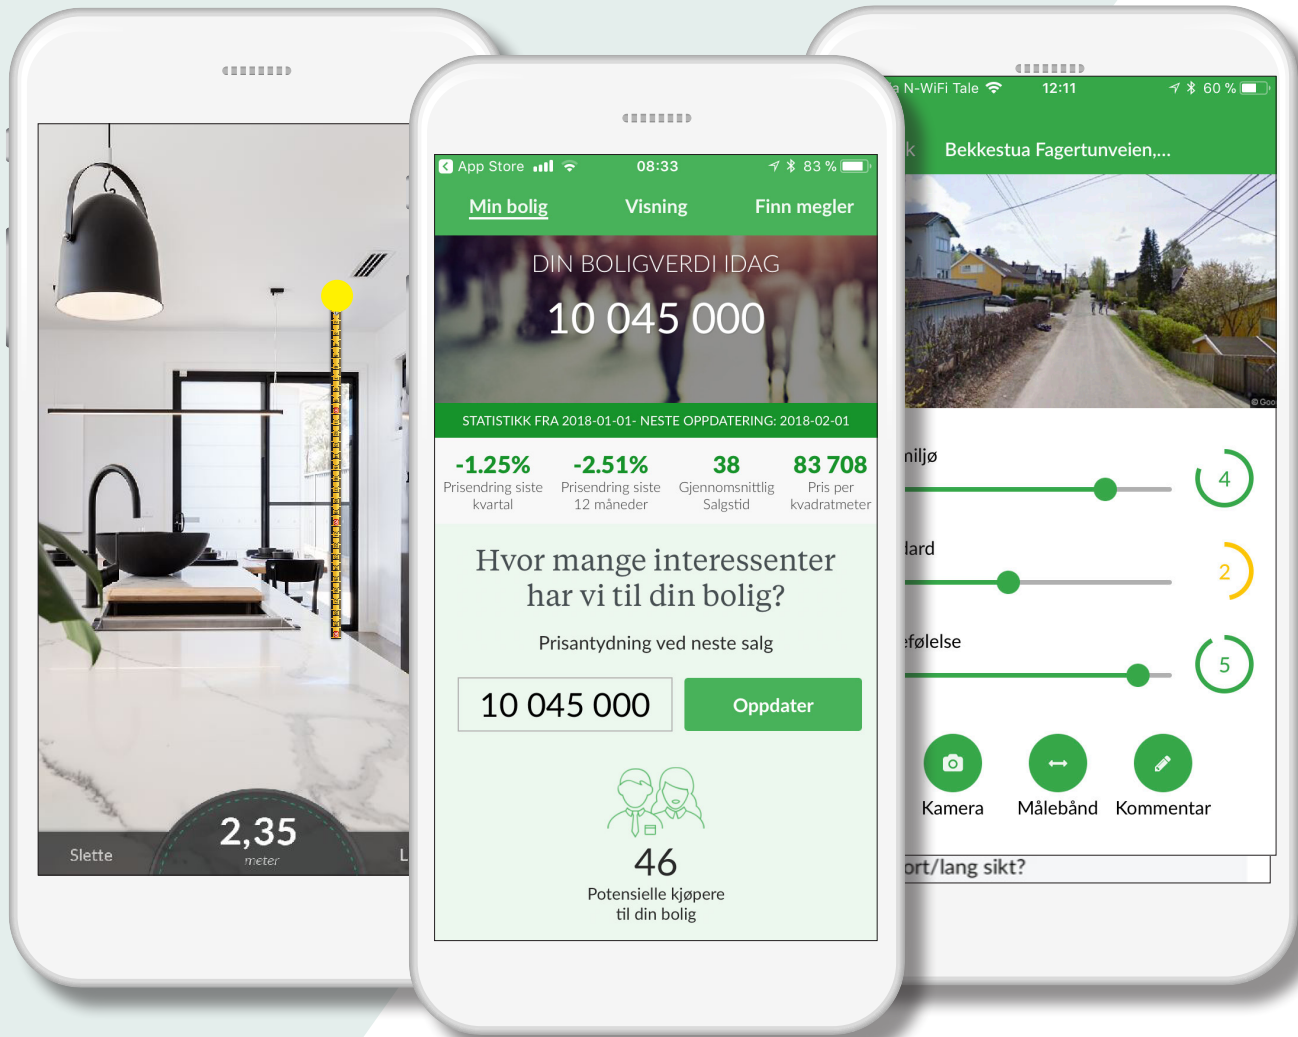 Slette
2,35
meter
App Store
08:33
83 %
Min bolig
Visning
Finn megler
DIN BOLIGVERDI IDAG
10 045 000
STATISTIKK FRA 2018-01-01- NESTE OPPDATERING: 2018-02-01
-1.25%
Prisendring siste
kvartal
-2.51%
Prisendring siste
12 måneder
38
Gjennomsnittlig
Salgstid
83 708
Pris per
kvadratmeter
Hvor mange interessenter
har vi til din bolig?
Prisantydning ved neste salg
10 045 000
Oppdater
46
Potensielle kjøpere
til din bolig
N-WiFi Tale
12:11
60 %
Bekkestua Fagertunveien,...
4
2
5
Kamera
Målebånd
Kommentar
ort/lang sikt?